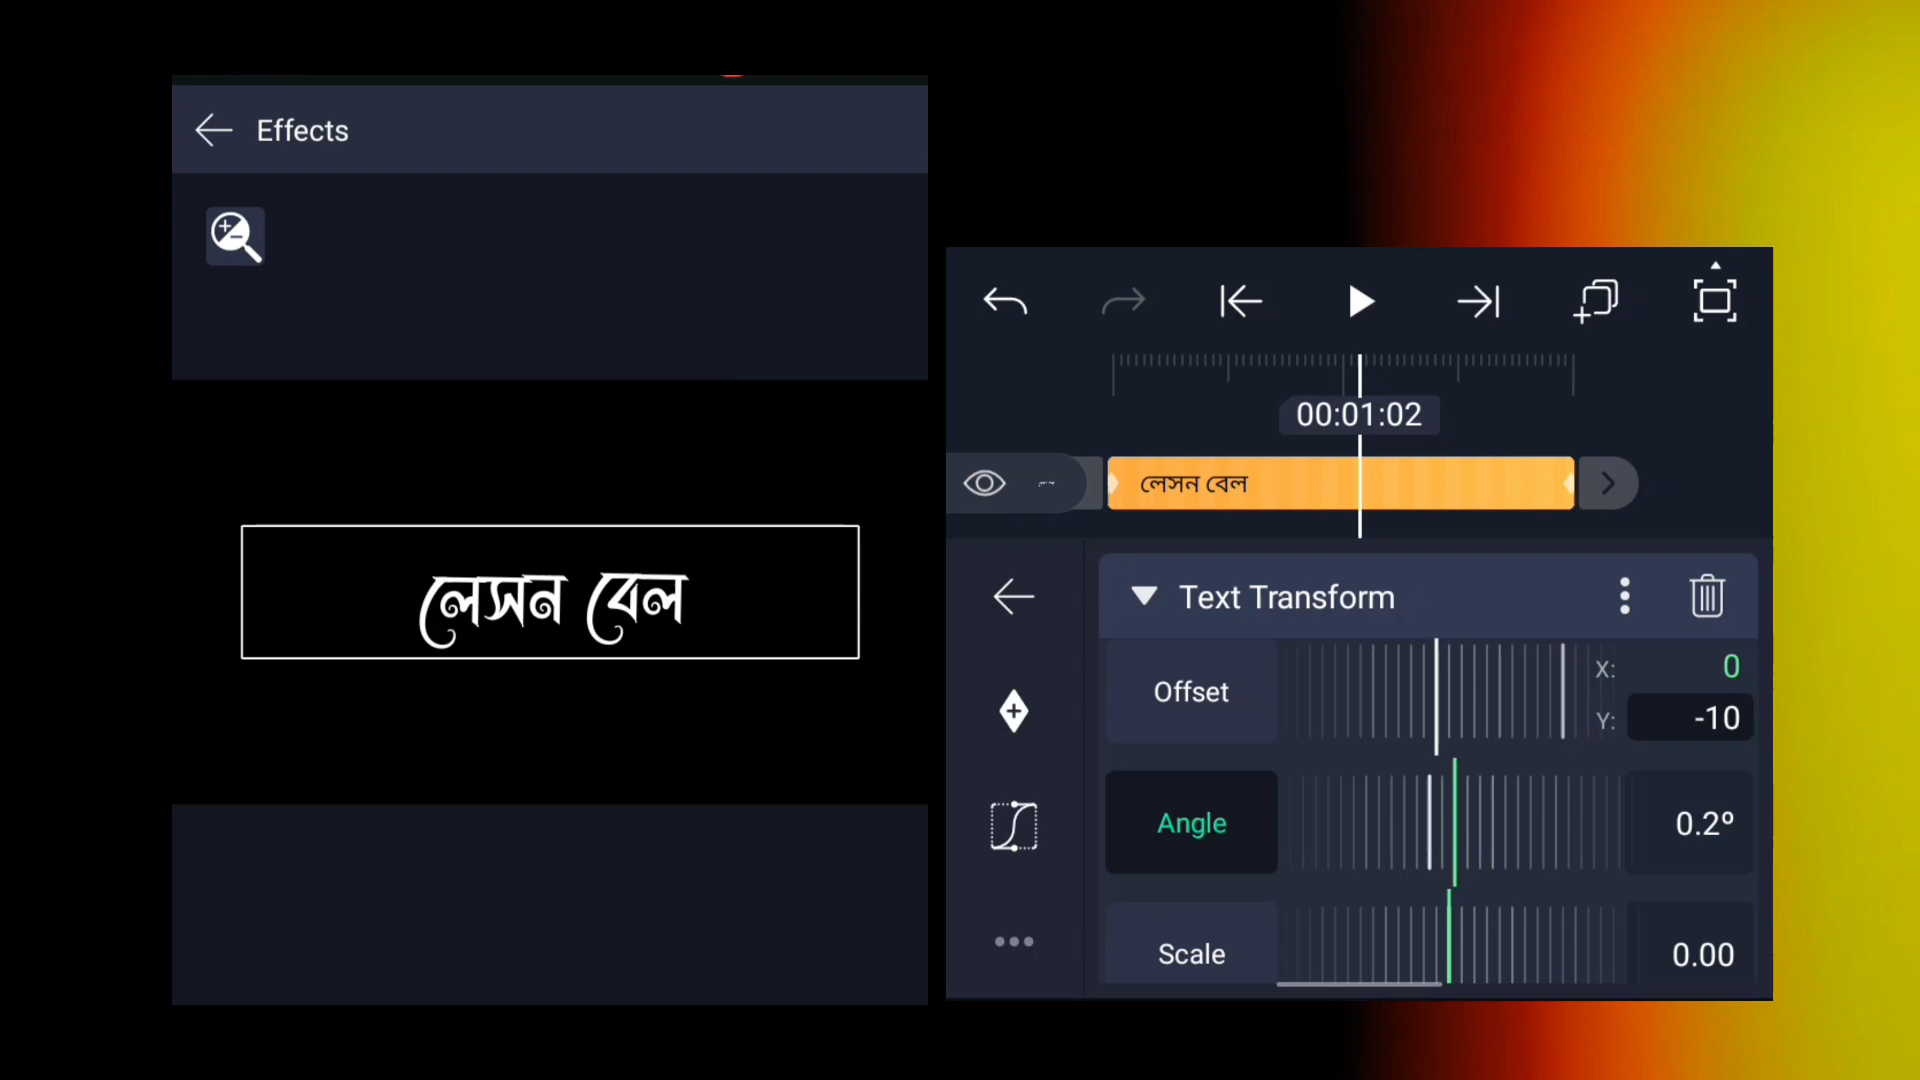 Effects
লেসন বেল
00:01:02
লেসন বেল
Text Transform
Offset
X: 0
Y: -10
Angle
0.2º
Scale
0.00